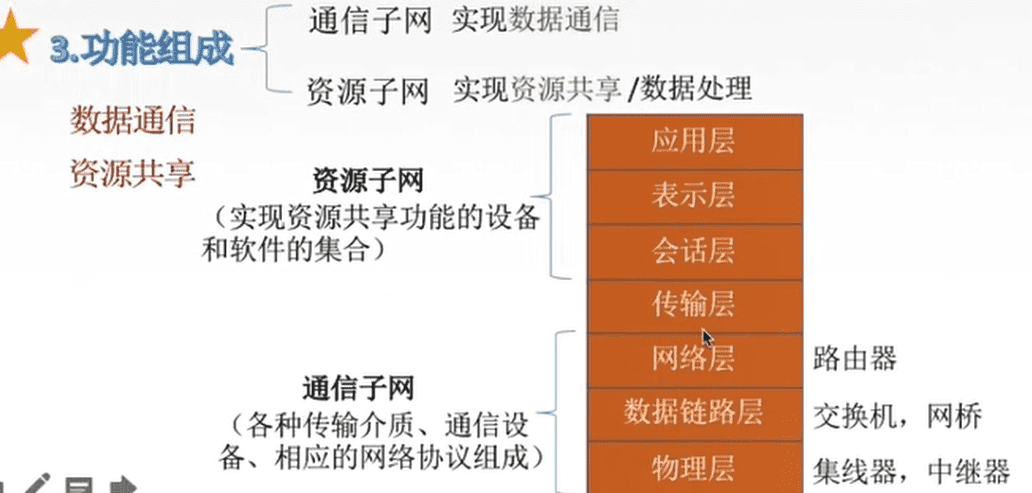 通信子网 实现数据通信
3.功能组成
资源子网 实现资源共享/数据处理
数据通信
资源共享
资源子网
（实现资源共享功能的设备
和软件的集合）
应用层
表示层
会话层
传输层
网络层 路由器
数据链路层 交换机，网桥
物理层 集线器，中继器
通信子网
（各种传输介质、通信设
备、相应的网络协议组成）